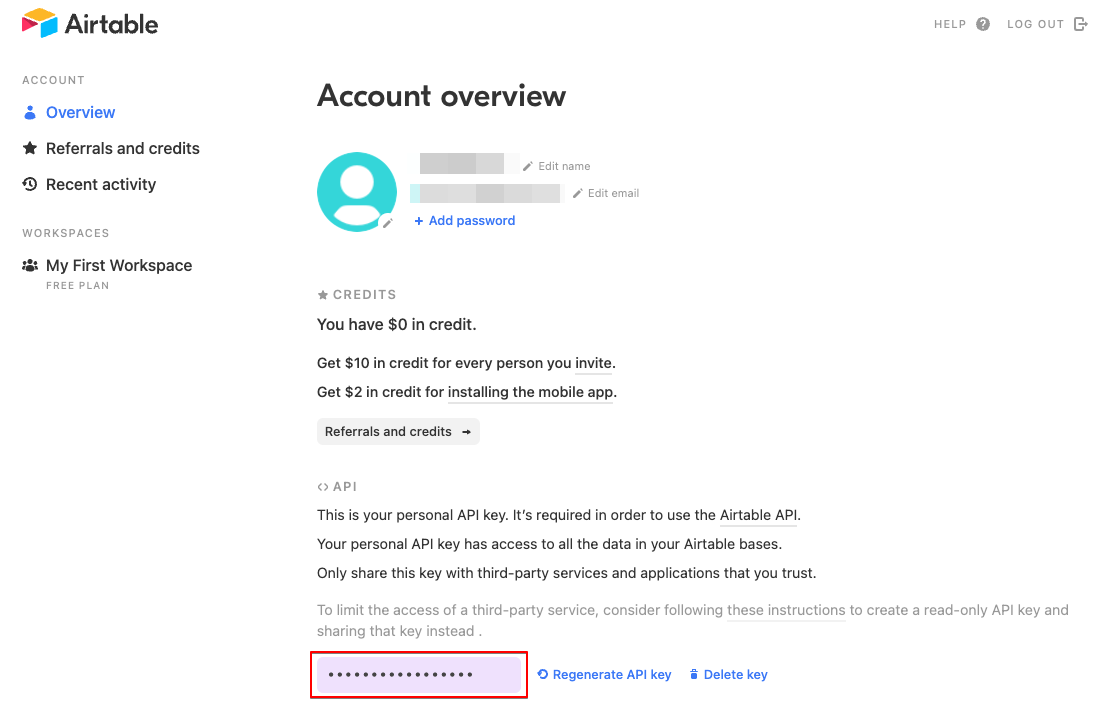 Airtable
HELP
LOG OUT
ACCOUNT
Overview
Referrals and credits
Recent activity
WORKSPACES
My First Workspace
FREE PLAN
Account overview
Edit name
Edit email
+ Add password
CREDITS
You have $0 in credit.
Get $10 in credit for every person you invite.
Get $2 in credit for installing the mobile app.
Referrals and credits →
<> API
This is your personal API key. It’s required in order to use the Airtable API.
Your personal API key has access to all the data in your Airtable bases.
Only share this key with third-party services and applications that you trust.
To limit the access of a third-party service, consider following these instructions to create a read-only API key and
sharing that key instead .
•••••••••••••••••
Regenerate API key
Delete key